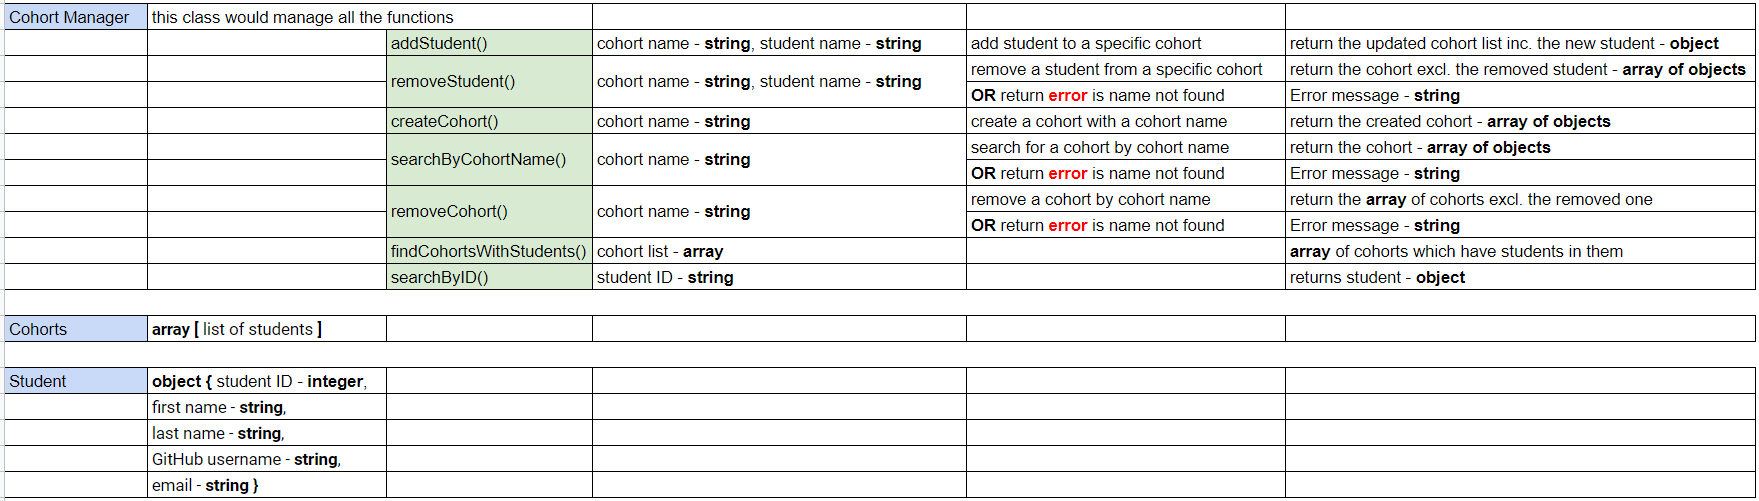 Cohort Manager this class would manage all the functions
addStudent() cohort name - string, student name - string add student to a specific cohort return the updated cohort list inc. the new student - object
removeStudent() cohort name - string, student name - string remove a student from a specific cohort return the cohort excl. the removed student - array of objects
OR return error is name not found Error message - string
createCohort() cohort name - string create a cohort with a cohort name return the created cohort - array of objects
searchByCohortName() cohort name - string search for a cohort by cohort name return the cohort - array of objects
OR return error is name not found Error message - string
removeCohort() cohort name - string remove a cohort by cohort name return the array of cohorts excl. the removed one
OR return error is name not found Error message - string
findCohortsWithStudents() cohort list - array array of cohorts which have students in them
searchByID() student ID - string returns student - object
Cohorts array [ list of students ]
Student object { student ID - integer,
first name - string,
last name - string,
GitHub username - string,
email - string }